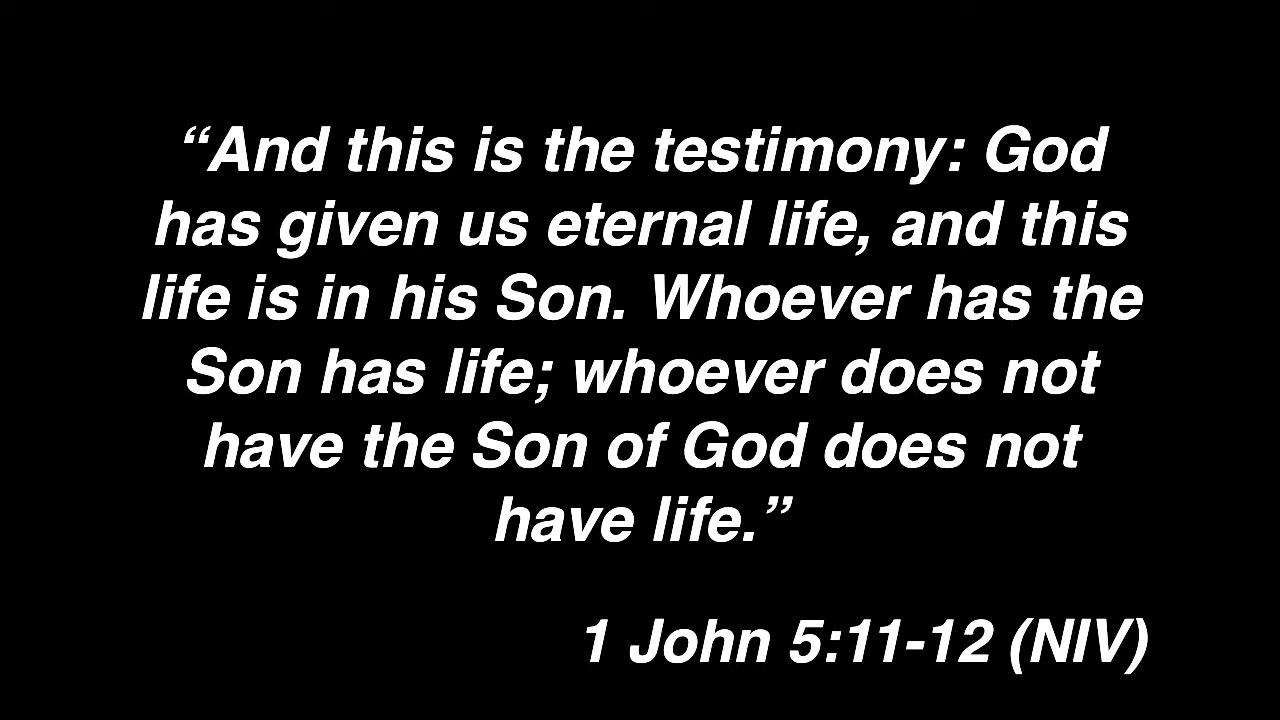 “And this is the testimony: God
has given us eternal life, and this
life is in his Son. Whoever has the
Son has life; whoever does not
have the Son of God does not
have life.”
1 John 5:11-12 (NIV)